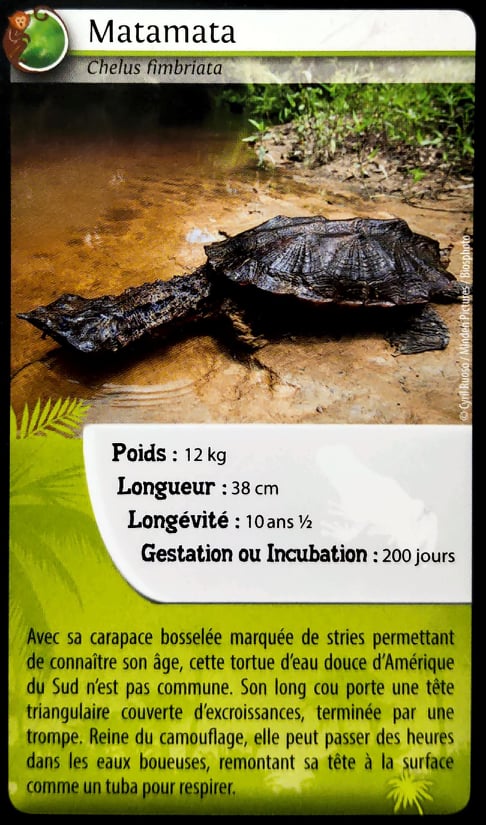 Matamata
Chelus fimbriata
© Cyril Ruoso / Minden Pictures / Biosphoto
Poids : 12 kg
Longueur : 38 cm
Longévité : 10 ans ½
Gestation ou Incubation : 200 jours
Avec sa carapace bosselée marquée de stries permettant
de connaître son âge, cette tortue d'eau douce d'Amérique
du Sud n'est pas commune. Son long cou porte une tête
triangulaire couverte d'excroissances, terminée par une
trompe. Reine du camouflage, elle peut passer des heures
dans les eaux boueuses, remontant sa tête à la surface
comme un tuba pour respirer.